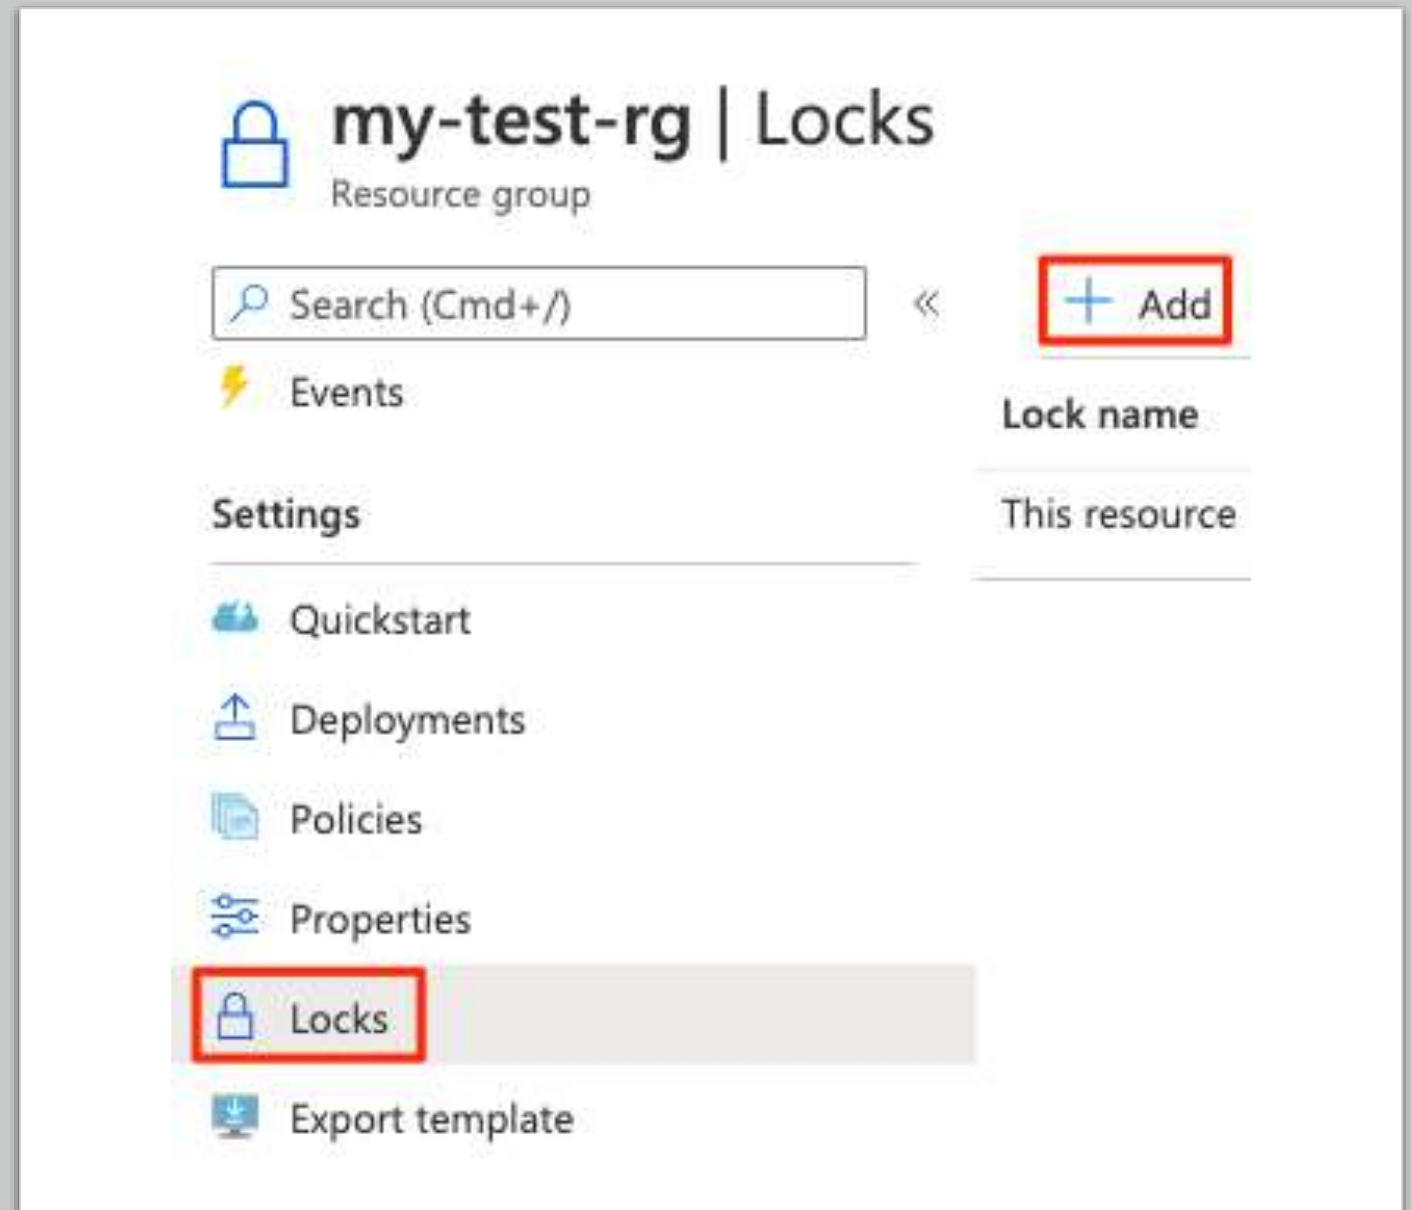 my-test-rg | Locks
Resource group
Search (Cmd+/)
«
+ Add
Events
Lock name
Settings
This resource
Quickstart
Deployments
Policies
Properties
Locks
Export template